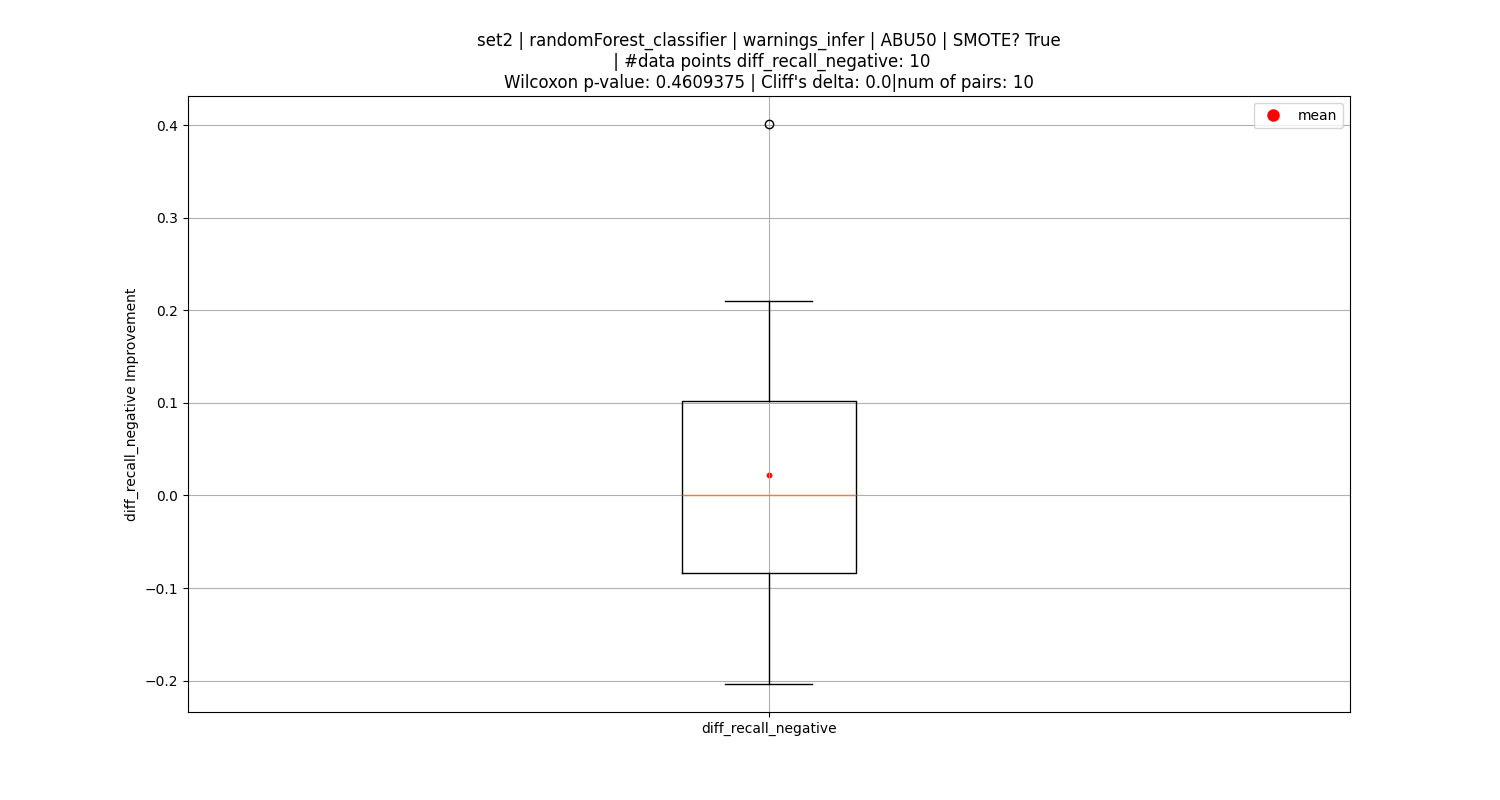 set2 | randomForest_classifier | warnings_infer | ABU50 | SMOTE? True
| #data points diff_recall_negative: 10
Wilcoxon p-value: 0.4609375 | Cliff's delta: 0.0|num of pairs: 10
mean
0.4
0.3
0.2
0.1
0.0
−0.1
−0.2
diff_recall_negative Improvement
diff_recall_negative